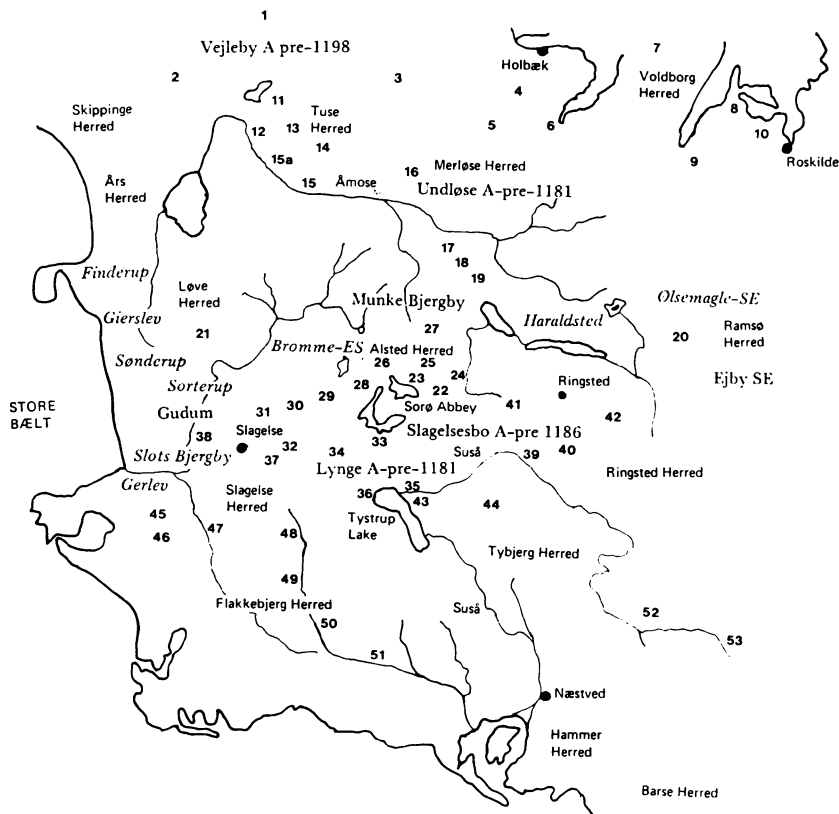 1
Vejleby A pre-1198
2
3
Holbæk
7
Voldborg
Herred
4
8
10
Roskilde
9
5
6
Skippinge
Herred
11
12
13
Tuse
Herred
14
15a
15
Åmose
16
Merløse Herred
Undløse A-pre-1181
Års
Herred
17
18
19
Finderup
Løve
Herred
Gierslev
21
Sønderup
Munke Bjergby
27
Haraldsted
Ølsemagle-SE
20
Ramsø
Herred
Ejby SE
Bromme-ES
Alsted Herred
26
25
28
23
24
22
Sorterup
Gudum
29
30
31
Sorø Abbey
41
Ringsted
42
STORE
BÆLT
38
Slagelse
32
37
33
34
Slagelsesbo A-pre 1186
Suså
39
40
Slots Bjergby
Lynge A-pre-1181
Ringsted Herred
Gerlev
Slagelse
Herred
36
35
43
44
Tystrup
Lake
45
46
47
48
Tybjerg Herred
49
Flakkebjerg Herred
Suså
50
51
52
53
Næstved
Hammer
Herred
Barse Herred